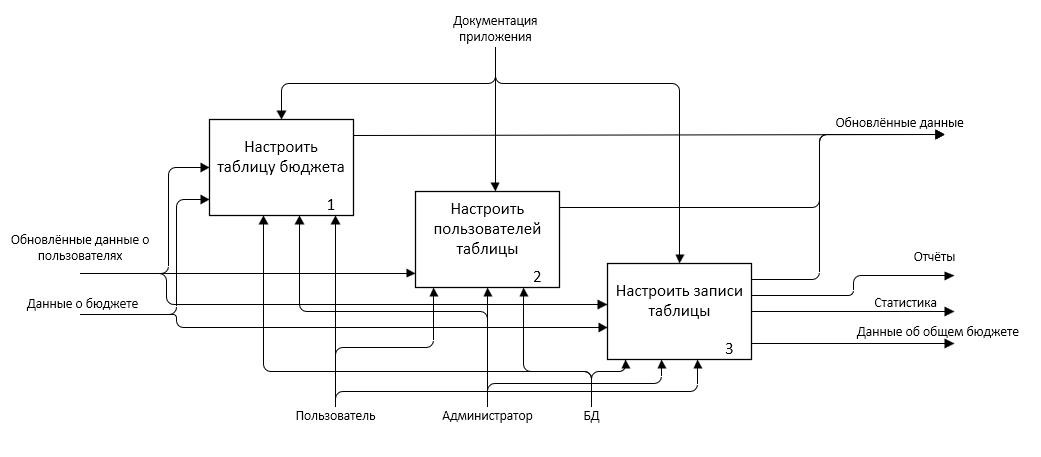 Документация
приложения
Обновлённые данные
Настроить
таблицу бюджета
1
Настроить
пользователей
таблицы
2
Обновлённые данные о
пользователях
Отчёты
Настроить записи
таблицы
3
Данные о бюджете
Статистика
Данные об общем бюджете
Пользователь
Администратор
БД